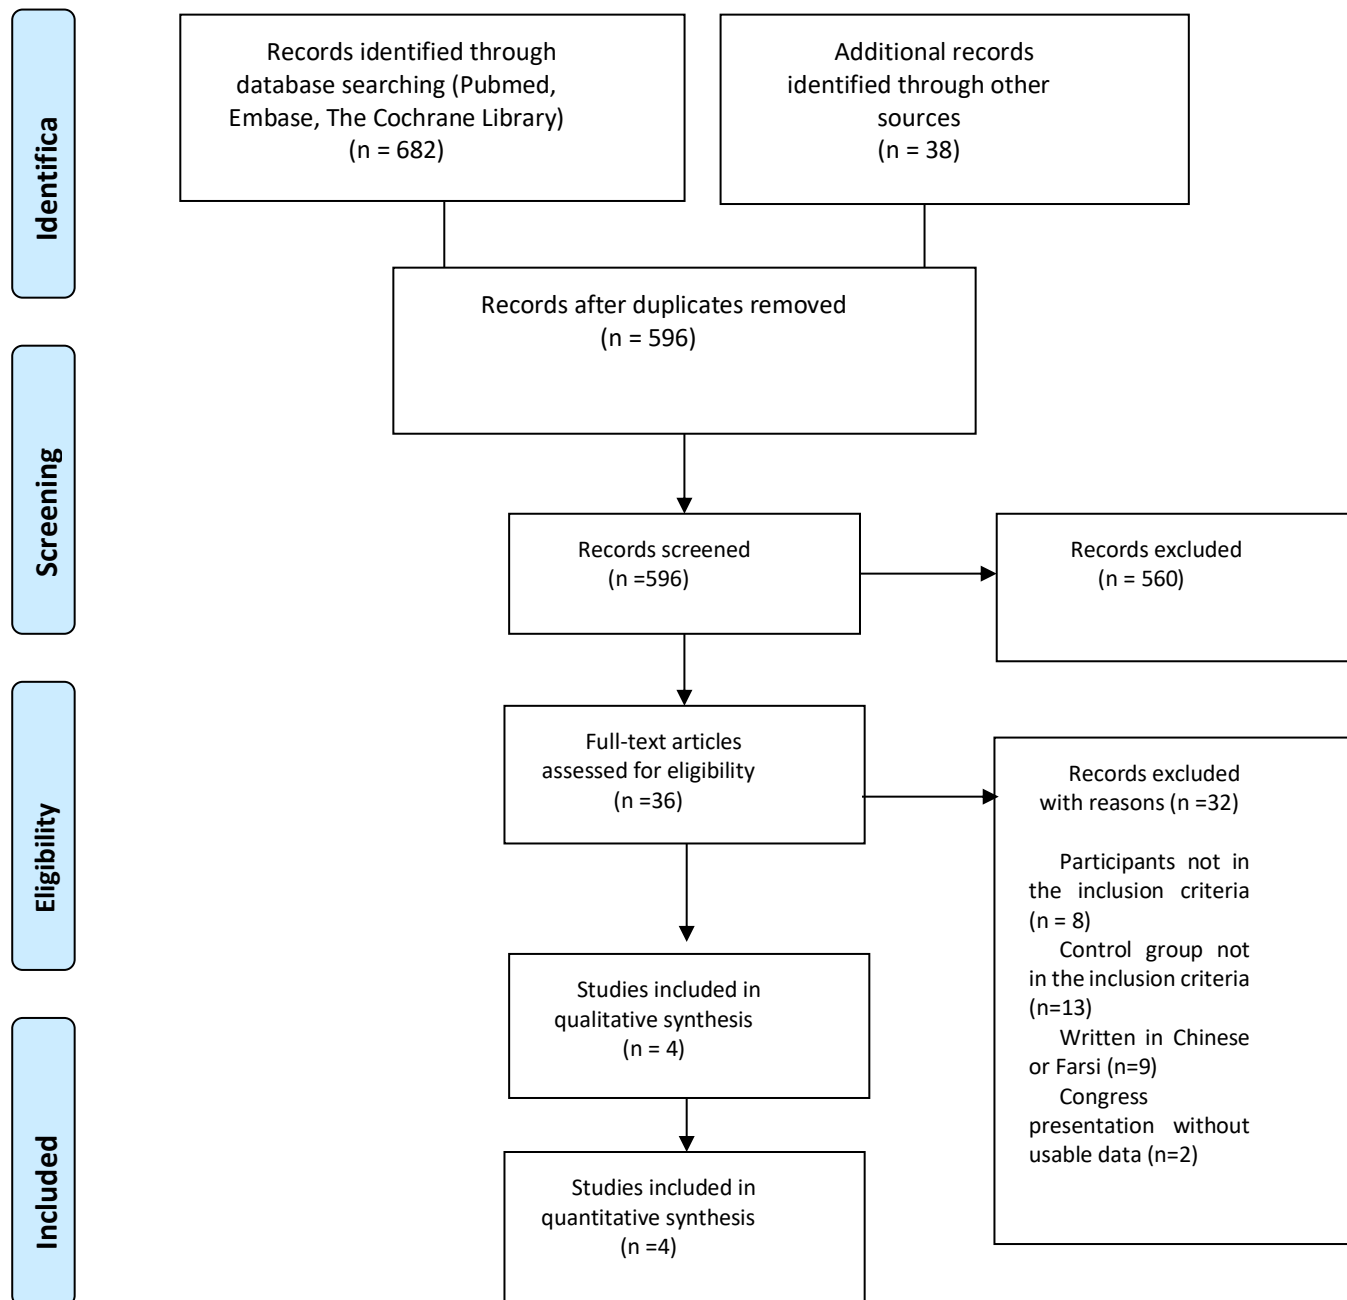 Identifica
Records identified through
database searching (Pubmed,
Embase, The Cochrane Library)
(n = 682)
Additional records
identified through other
sources
(n = 38)
Records after duplicates removed
(n = 596)
Screening
Records screened
(n =596)
Records excluded
(n = 560)
Eligibility
Full-text articles
assessed for eligibility
(n =36)
Records excluded
with reasons (n =32)
Participants not in
the inclusion criteria
(n = 8)
Control group not
in the inclusion criteria
(n=13)
Written in Chinese
or Farsi (n=9)
Congress
presentation without
usable data (n=2)
Studies included in
qualitative synthesis
(n = 4)
Included
Studies included in
quantitative synthesis
(n =4)